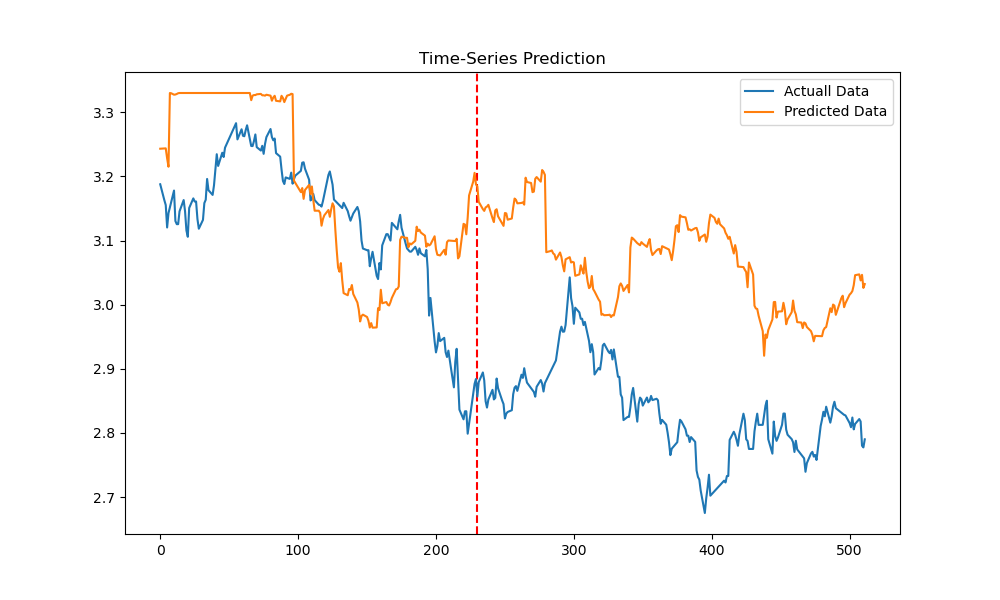 Time-Series Prediction
Actuall Data
Predicted Data
3.3
3.2
3.1
3.0
2.9
2.8
2.7
0 100 200 300 400 500